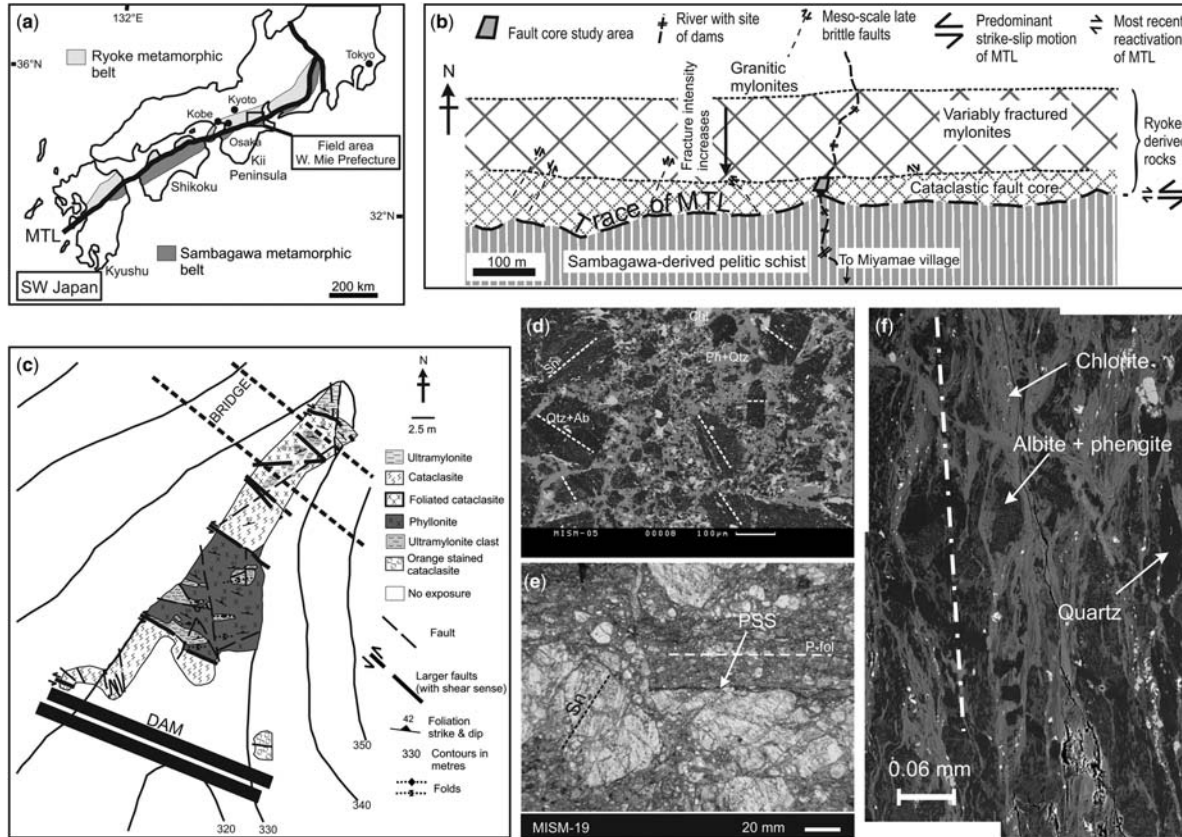 (a)
132°E
36°N
Ryoke metamorphic
belt
Tokyo
Kyoto
Kobe
Osaka
Field area
W. Mie Prefecture
Kii
Peninsula
Shikoku
32°N
MTL
Sambagawa metamorphic
belt
Kyushu
SW Japan
200 km
(b)
Fault core study area
River with site
of dams
Meso-scale late
brittle faults
Predominant
strike-slip motion
of MTL
Most recent
reactivation
of MTL
N
Granitic
mylonites
Fracture intensity
increases
Variably fractured
mylonites
Ryoke
derived
rocks
Cataclastic fault core
Trace of MTL
100 m
Sambagawa-derived pelitic schist
To Miyamae village
(c)
N
BRIDGE
2.5 m
Ultramylonite
Cataclasite
Foliated cataclasite
Phyllonite
Ultramylonite clast
Orange stained
cataclasite
No exposure
Fault
Larger faults
(with shear sense)
42
Foliation
strike & dip
330
Contours in
metres
Folds
DAM
350
340
320
330
(d)
Sn
Ph+Qtz
Qtz+Ab
MISM-05
00008
100µm
(e)
PSS
P-fol
Sn
MISM-19
20 mm
(f)
Chlorite
Albite + phengite
Quartz
0.06 mm